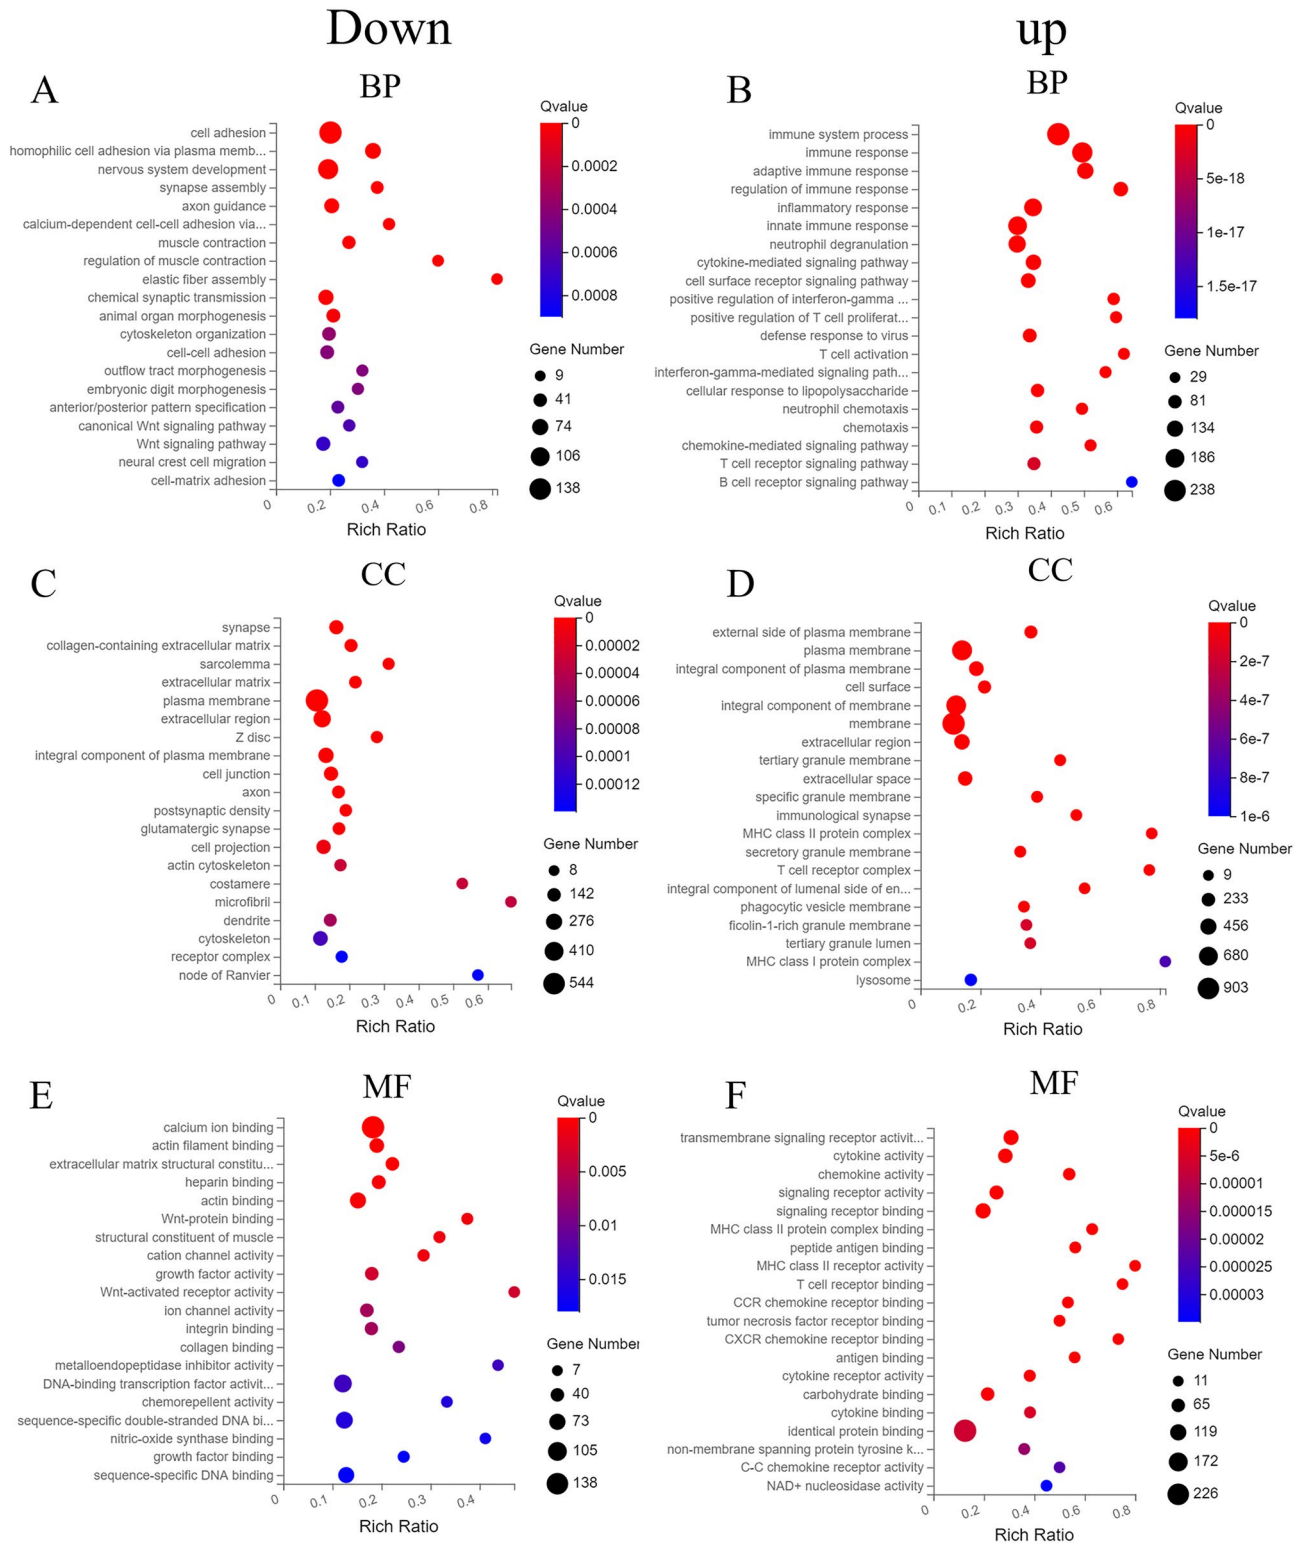 Down
up
A
BP
Qvalue
cell adhesion
homophilic cell adhesion via plasma memb...
nervous system development
synapse assembly
axon guidance
calcium-dependent cell-cell adhesion via...
muscle contraction
regulation of muscle contraction
elastic fiber assembly
chemical synaptic transmission
animal organ morphogenesis
cytoskeleton organization
cell-cell adhesion
outflow tract morphogenesis
embryonic digit morphogenesis
anterior/posterior pattern specification
canonical Wnt signaling pathway
Wnt signaling pathway
neural crest cell migration
cell-matrix adhesion
0 0.2 0.4 0.6 0.8
Rich Ratio
0
0.0002
0.0004
0.0006
0.0008
Gene Number
9
41
74
106
138
B
BP
Qvalue
immune system process
immune response
adaptive immune response
regulation of immune response
inflammatory response
innate immune response
neutrophil degranulation
cytokine-mediated signaling pathway
cell surface receptor signaling pathway
positive regulation of interferon-gamma ...
positive regulation of T cell proliferat...
defense response to virus
T cell activation
interferon-gamma-mediated signaling path...
cellular response to lipopolysaccharide
neutrophil chemotaxis
chemotaxis
chemokine-mediated signaling pathway
T cell receptor signaling pathway
B cell receptor signaling pathway
0 0.1 0.2 0.3 0.4 0.5 0.6
Rich Ratio
0
5e-18
1e-17
1.5e-17
Gene Number
29
81
134
186
238
C
CC
Qvalue
synapse
collagen-containing extracellular matrix
sarcolemma
extracellular matrix
plasma membrane
extracellular region
Z disc
integral component of plasma membrane
cell junction
axon
postsynaptic density
glutamatergic synapse
cell projection
actin cytoskeleton
costamere
microfibril
dendrite
cytoskeleton
receptor complex
node of Ranvier
0 0.1 0.2 0.3 0.4 0.5 0.6
Rich Ratio
0
0.00002
0.00004
0.00006
0.00008
0.0001
0.00012
Gene Number
8
142
276
410
544
D
CC
Qvalue
external side of plasma membrane
plasma membrane
integral component of plasma membrane
cell surface
integral component of membrane
membrane
extracellular region
tertiary granule membrane
extracellular space
specific granule membrane
immunological synapse
MHC class II protein complex
secretory granule membrane
T cell receptor complex
integral component of lumenal side of en...
phagocytic vesicle membrane
ficolin-1-rich granule membrane
tertiary granule lumen
MHC class I protein complex
lysosome
0 0.2 0.4 0.6 0.8
Rich Ratio
0
2e-7
4e-7
6e-7
8e-7
1e-6
Gene Number
9
233
456
680
903
E
MF
Qvalue
calcium ion binding
actin filament binding
extracellular matrix structural constitu...
heparin binding
actin binding
Wnt-protein binding
structural constituent of muscle
cation channel activity
growth factor activity
Wnt-activated receptor activity
ion channel activity
integrin binding
collagen binding
metalloendopeptidase inhibitor activity
DNA-binding transcription factor activit...
chemorepellent activity
sequence-specific double-stranded DNA bi...
nitric-oxide synthase binding
growth factor binding
sequence-specific DNA binding
0 0.1 0.2 0.3 0.4
Rich Ratio
0
0.005
0.01
0.015
Gene Number
7
40
73
105
138
F
MF
Qvalue
transmembrane signaling receptor activit...
cytokine activity
chemokine activity
signaling receptor activity
signaling receptor binding
MHC class II protein complex binding
peptide antigen binding
MHC class II receptor activity
T cell receptor binding
CCR chemokine receptor binding
tumor necrosis factor receptor binding
CXCR chemokine receptor binding
antigen binding
cytokine receptor activity
carbohydrate binding
cytokine binding
identical protein binding
non-membrane spanning protein tyrosine k...
C-C chemokine receptor activity
NAD+ nucleosidase activity
0 0.2 0.4 0.6 0.8
Rich Ratio
0
5e-6
0.00001
0.000015
0.00002
0.000025
0.00003
Gene Number
11
65
119
172
226